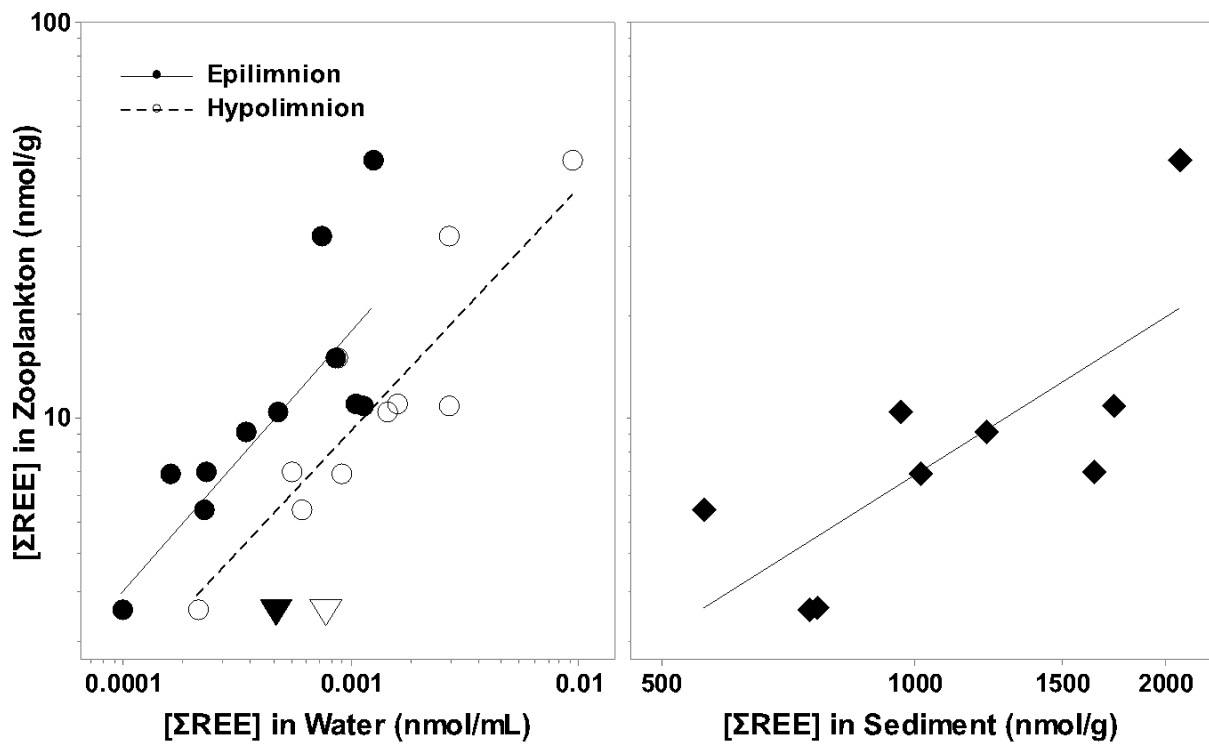 100
10
[ΣREE] in Zooplankton (nmol/g)
Epilimnion
Hypolimnion
0.0001 0.001 0.01
[ΣREE] in Water (nmol/mL)
500 1000 1500 2000
[ΣREE] in Sediment (nmol/g)